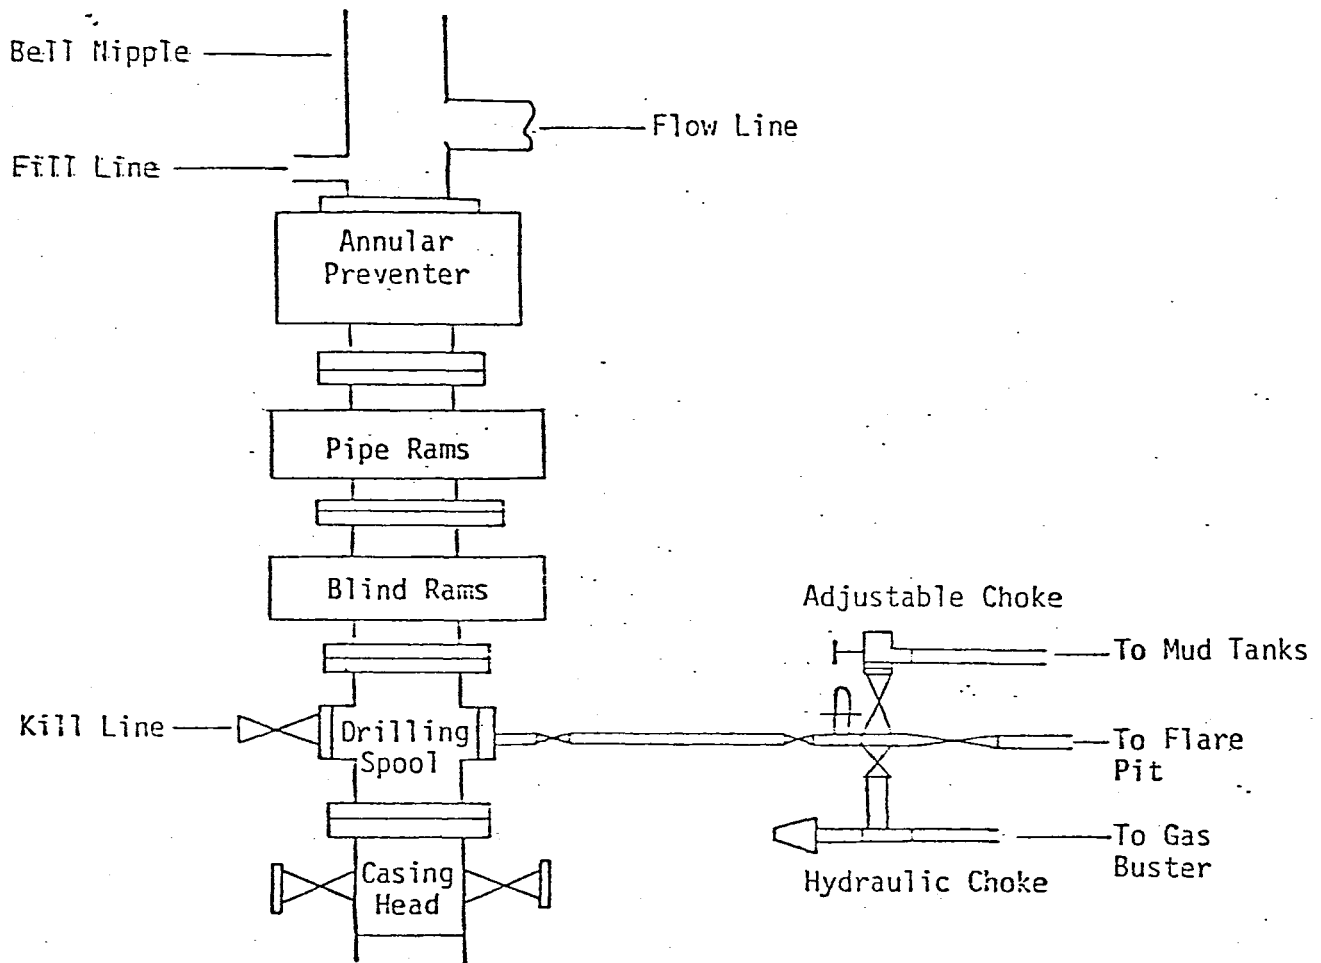 Bell Nipple
Flow Line
Fill Line
Annular
Preventer
Pipe Rams
Blind Rams
Adjustable Choke
To Mud Tanks
Kill Line
Drilling
Spool
To Flare
Pit
To Gas
Buster
Hydraulic Choke
Casing
Head